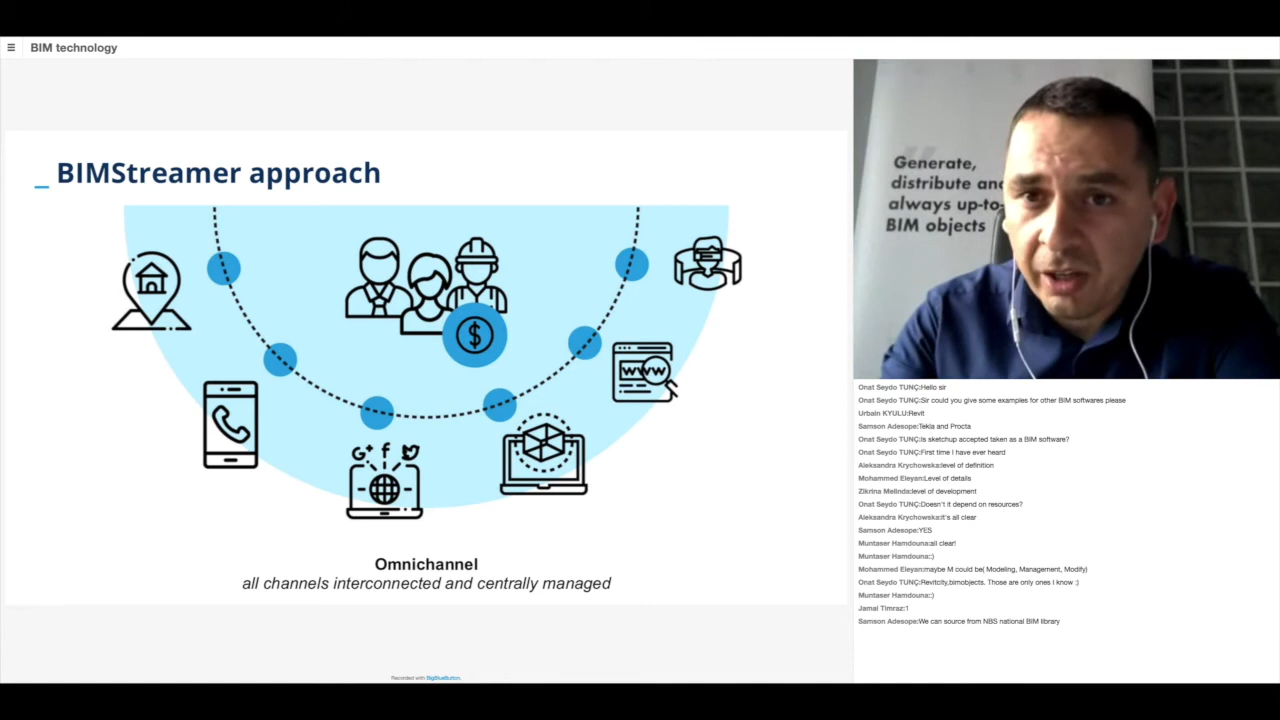 BIM technology
_ BIMStreamer approach
www
G+ f
Omnichannel
all channels interconnected and centrally managed
Recorded with BigBlueButton.
Generate,
distribute and
always up-to-
BIM objects
Onat Seydo TUNÇ:Hello sir
Onat Seydo TUNÇ:Sir could you give some examples for other BIM softwares please
Urbain KYULU:Revit
Samson Adesope:Tekla and Procta
Onat Seydo TUNÇ:Is sketchup accepted taken as a BIM software?
Onat Seydo TUNÇ:First time I have ever heard
Aleksandra Krychowska:level of definition
Mohammed Eleyan:Level of details
Zikrina Melinda:level of development
Onat Seydo TUNÇ:Doesn't it depend on resources?
Aleksandra Krychowska:it's all clear
Samson Adesope:YES
Muntaser Hamdouna:all clear!
Muntaser Hamdouna::)
Mohammed Eleyan:maybe M could be( Modeling, Management, Modify)
Onat Seydo TUNÇ:Revitcity,bimobjects. Those are only ones I know :)
Muntaser Hamdouna::)
Jamal Timraz:1
Samson Adesope:We can source from NBS national BIM library